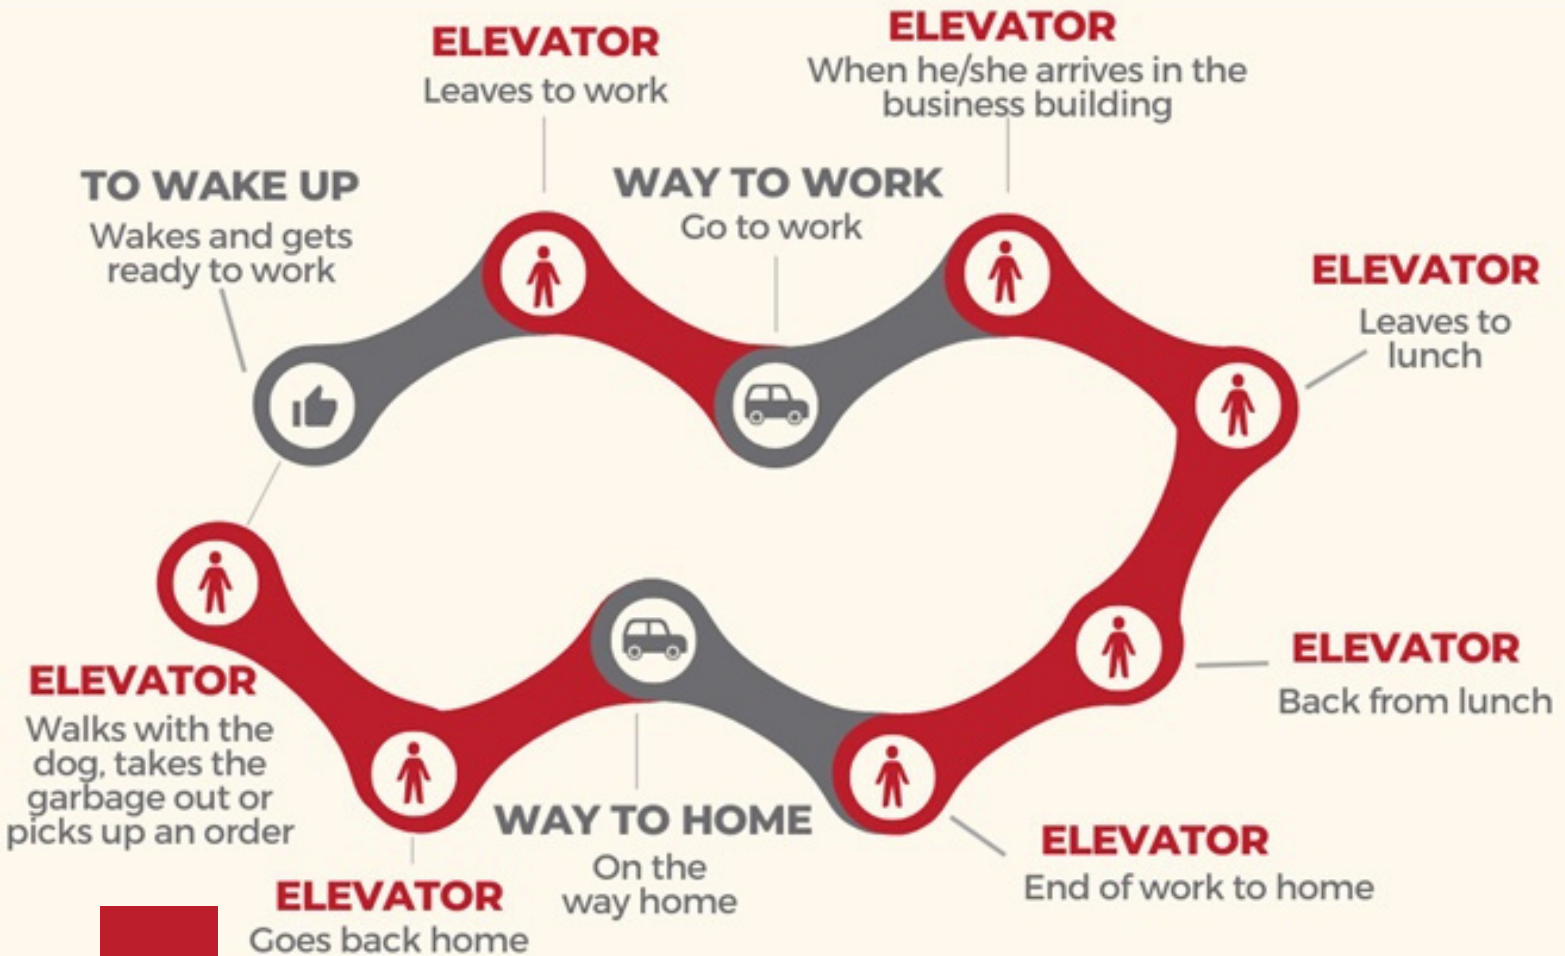 TO WAKE UP
Wakes and gets
ready to work
ELEVATOR
Leaves to work
WAY TO WORK
Go to work
ELEVATOR
When he/she arrives in the
business building
ELEVATOR
Leaves to
lunch
ELEVATOR
Back from lunch
ELEVATOR
End of work to home
WAY TO HOME
On the
way home
ELEVATOR
Goes back home
ELEVATOR
Walks with the
dog, takes the
garbage out or
picks up an order